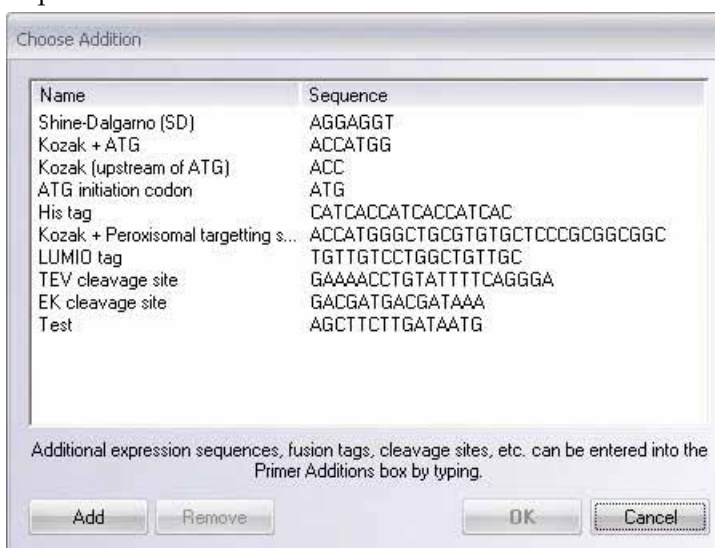 Choose Addition
Name Sequence
Shine-Dalgarno (SD) AGGAGGT
Kozak + ATG ACCATGG
Kozak (upstream of ATG) ACC
ATG initiation codon ATG
His tag CATCACCATCACCATCAC
Kozak + Peroxisomal targetting s... ACCATGGGCTGCGTGTGCTCCCGCGGCGGC
LUMIO tag TGTTGTCCTGGCTGTTGC
TEV cleavage site GAAAACCTGTATTTTCAGGGA
EK cleavage site GACGATGACGATAAA
Test AGCTTCTTGATAATG
Additional expression sequences, fusion tags, cleavage sites, etc. can be entered into the
Primer Additions box by typing.
Add Remove OK Cancel